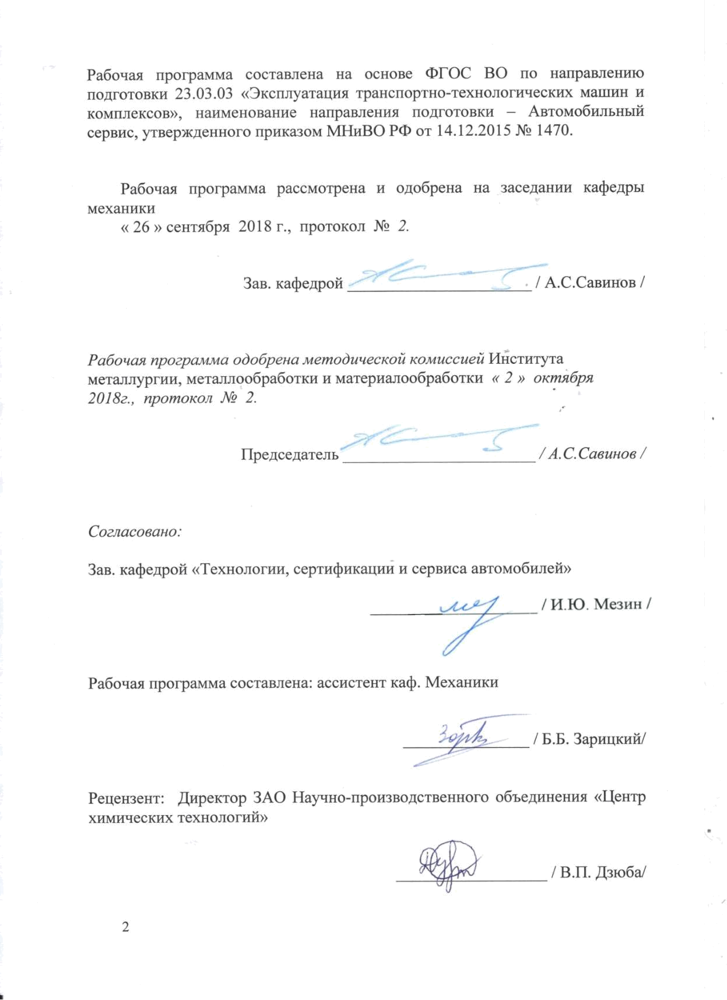 Рабочая программа составлена на основе ФГОС ВО по направлению
подготовки 23.03.03 «Эксплуатация транспортно-технологических машин и
комплексов», наименование направления подготовки – Автомобильный
сервис, утвержденного приказом МНиВО РФ от 14.12.2015 № 1470.
Рабочая программа рассмотрена и одобрена на заседании кафедры
механики
« 26 » сентября 2018 г., протокол № 2.
Зав. кафедрой ______________________ / А.С.Савинов /
Рабочая программа одобрена методической комиссией Института
металлургии, металлообработки и материалообработки « 2 » октября
2018г., протокол № 2.
Председатель ______________________ / А.С.Савинов /
Согласовано:
Зав. кафедрой «Технологии, сертификации и сервиса автомобилей»
____________________ / И.Ю. Мезин /
Рабочая программа составлена: ассистент каф. Механики
_______________ / Б.Б. Зарицкий/
Рецензент: Директор ЗАО Научно-производственного объединения «Центр
химических технологий»
__________________ / В.П. Дзюба/
2